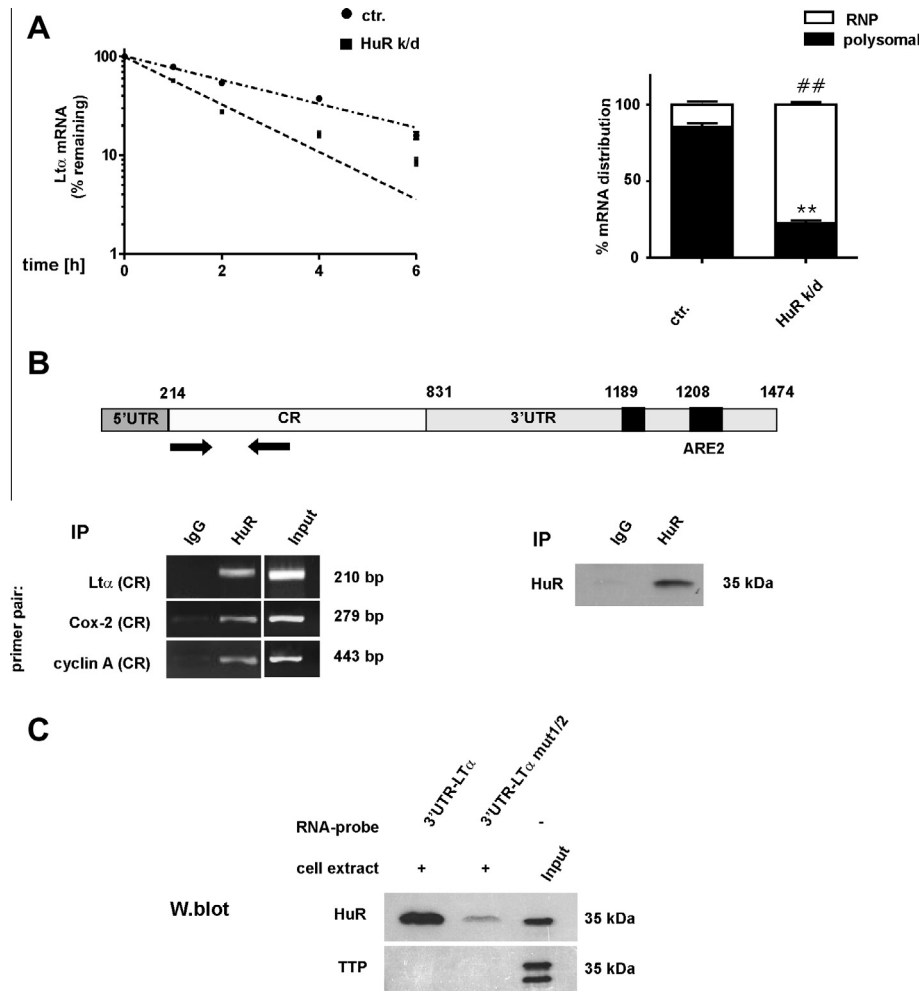 A
ctr.
HuR k/d
Ltα mRNA
(% remaining)
100
10
1
time [h]
0
2
4
6
RNP
polysomal
% mRNA distribution
100
50
0
##
**
ctr.
HuR k/d
B
214
831
1189
1208
1474
5'UTR
CR
3'UTR
ARE2
IP
IgG
HuR
Input
primer pair:
Ltα (CR)
210 bp
Cox-2 (CR)
279 bp
cyclin A (CR)
443 bp
IP
IgG
HuR
HuR
35 kDa
C
RNA-probe
3'UTR-LTα
3'UTR-LTα mut1/2
-
cell extract
+
+
Input
W.blot
HuR
35 kDa
TTP
35 kDa